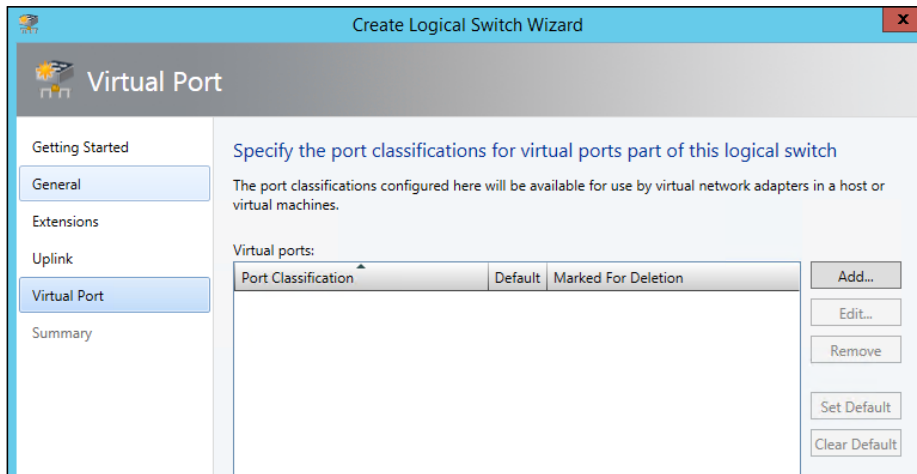 Create Logical Switch Wizard
x
Virtual Port
Getting Started
General
Extensions
Uplink
Virtual Port
Summary
Specify the port classifications for virtual ports part of this logical switch
The port classifications configured here will be available for use by virtual network adapters in a host or
virtual machines.
Virtual ports:
Port Classification Default Marked For Deletion
Add...
Edit...
Remove
Set Default
Clear Default